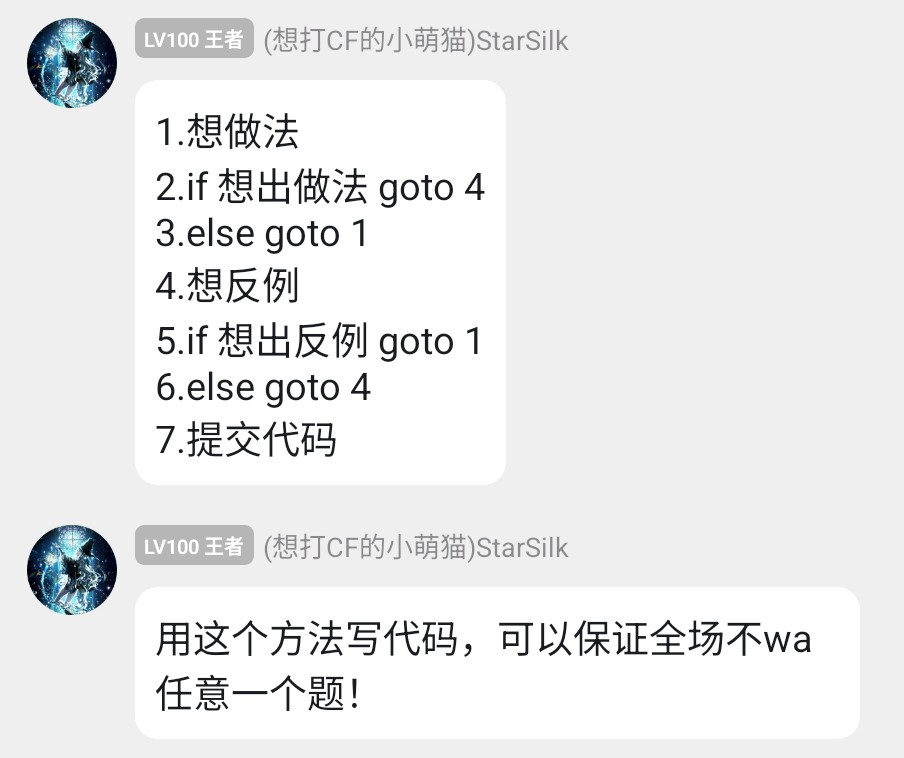 LV100 王者 (想打CF的小萌猫)StarSilk
1.想做法
2.if 想出做法 goto 4
3.else goto 1
4.想反例
5.if 想出反例 goto 1
6.else goto 4
7.提交代码
LV100 王者 (想打CF的小萌猫)StarSilk
用这个方法写代码，可以保证全场不wa
任意一个题！